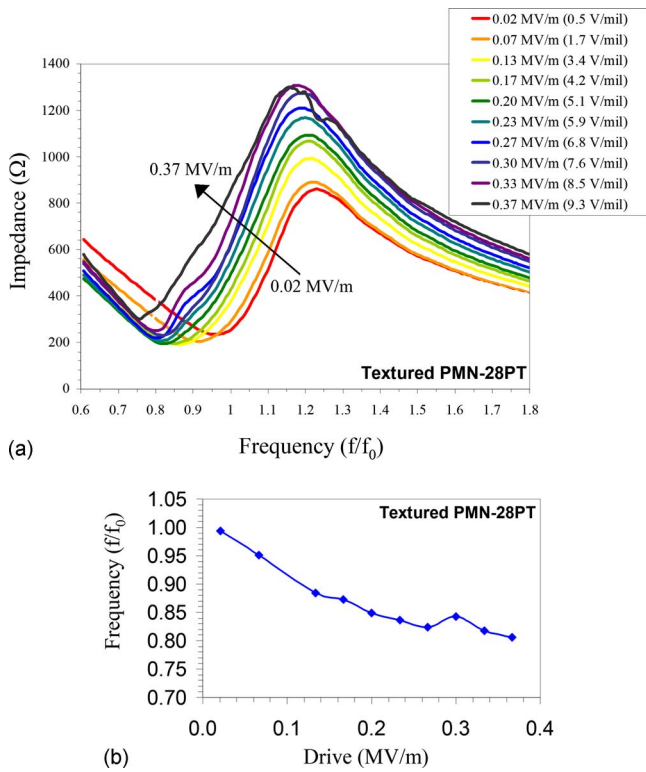 0.02 MV/m (0.5 V/mil)
0.07 MV/m (1.7 V/mil)
0.13 MV/m (3.4 V/mil)
0.17 MV/m (4.2 V/mil)
0.20 MV/m (5.1 V/mil)
0.23 MV/m (5.9 V/mil)
0.27 MV/m (6.8 V/mil)
0.30 MV/m (7.6 V/mil)
0.33 MV/m (8.5 V/mil)
0.37 MV/m (9.3 V/mil)
1400
1200
1000
800
600
400
200
0
Impedance (Ω)
0.37 MV/m
0.02 MV/m
Textured PMN-28PT
0.6 0.7 0.8 0.9 1 1.1 1.2 1.3 1.4 1.5 1.6 1.7 1.8
Frequency (f/f₀)
(a)
Textured PMN-28PT
1.05
1.00
0.95
0.90
0.85
0.80
0.75
0.70
Frequency (f/f₀)
0.0 0.1 0.2 0.3 0.4
Drive (MV/m)
(b)